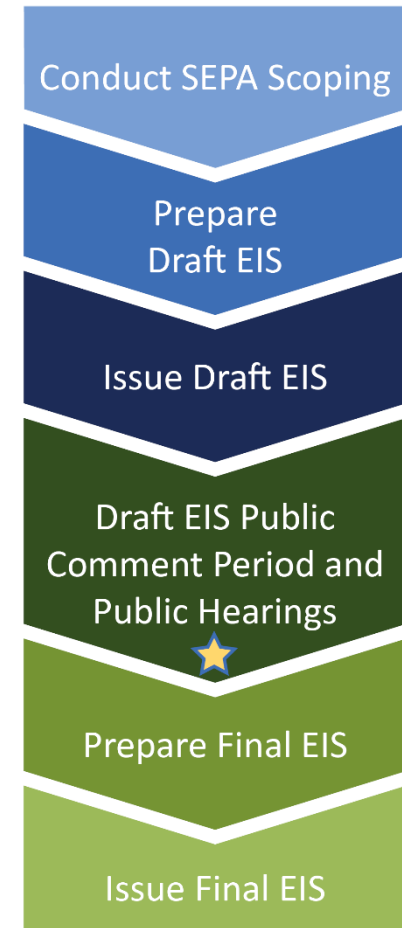 Conduct SEPA Scoping
Prepare
Draft EIS
Issue Draft EIS
Draft EIS Public
Comment Period and
Public Hearings
Prepare Final EIS
Issue Final EIS